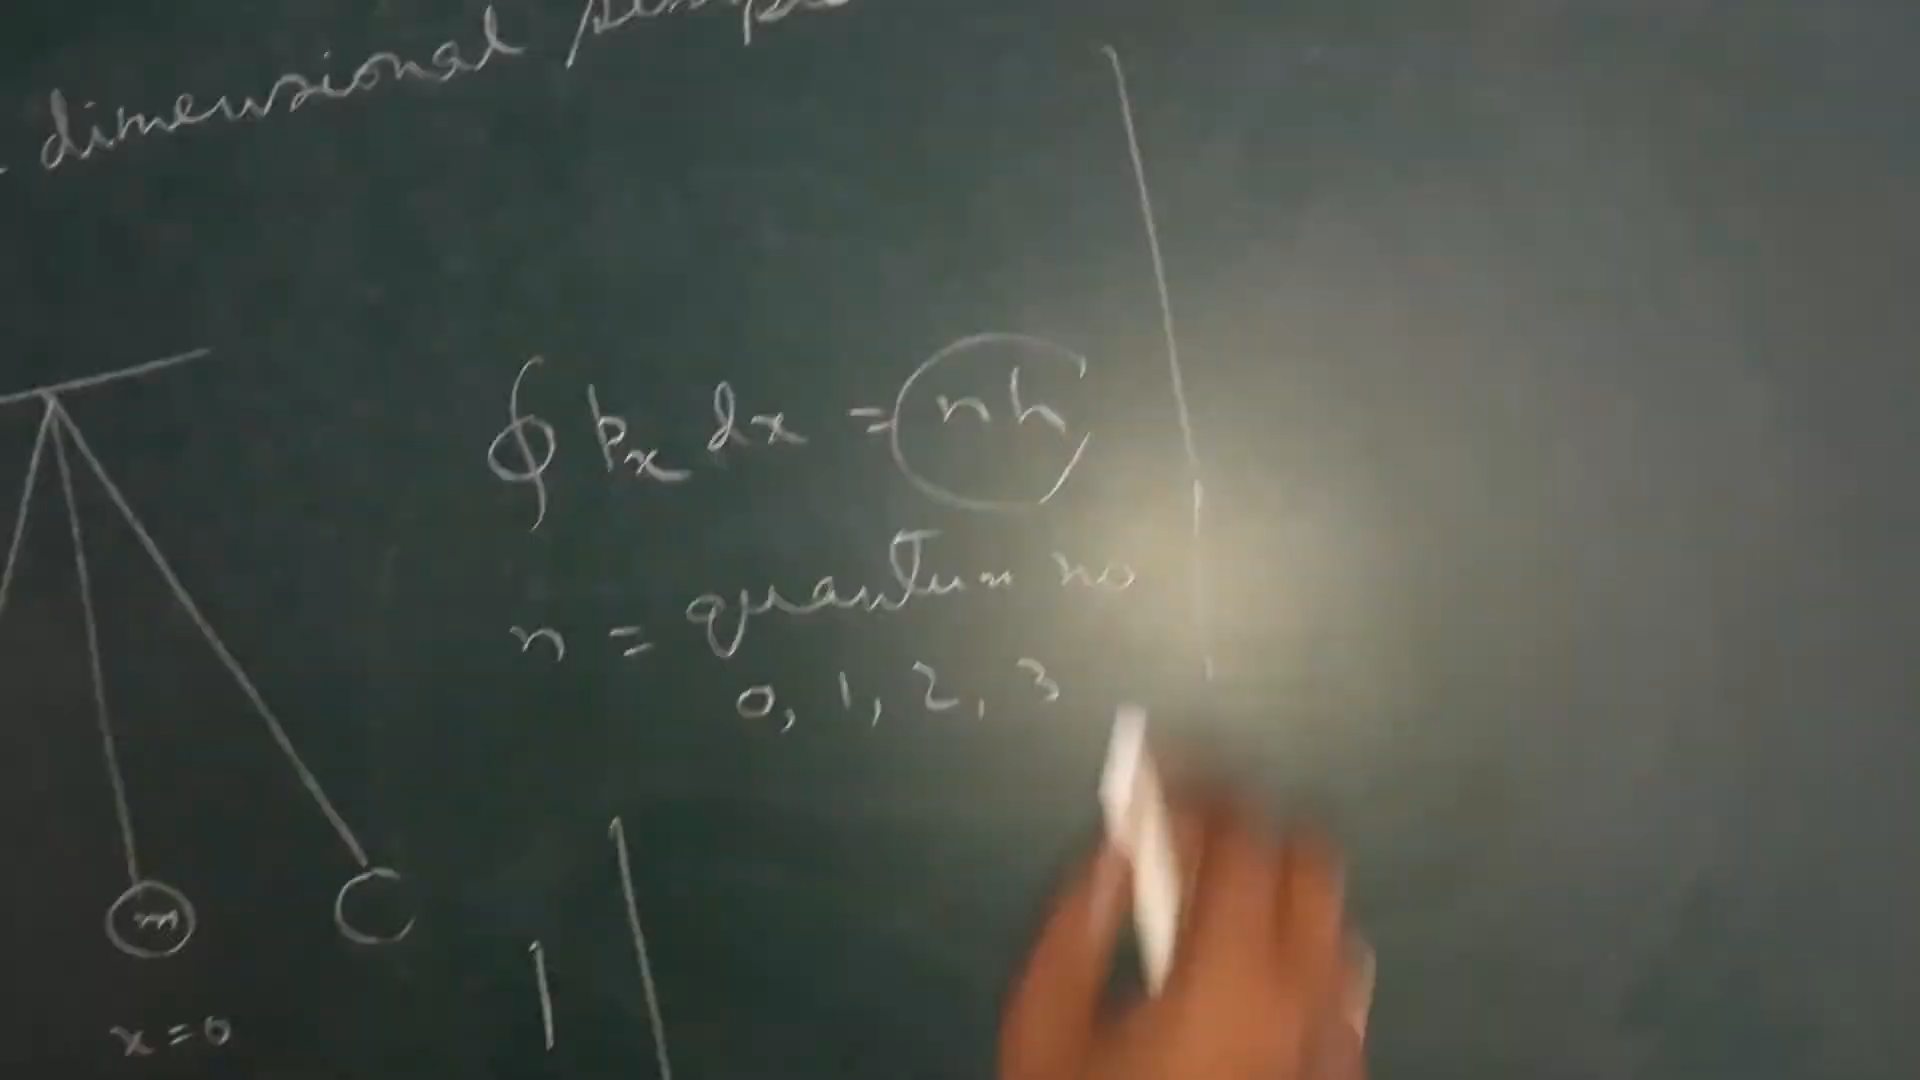 dimensional
∮ pₓ dx = nh
n = quantum no
0, 1, 2, 3
m
x = 0